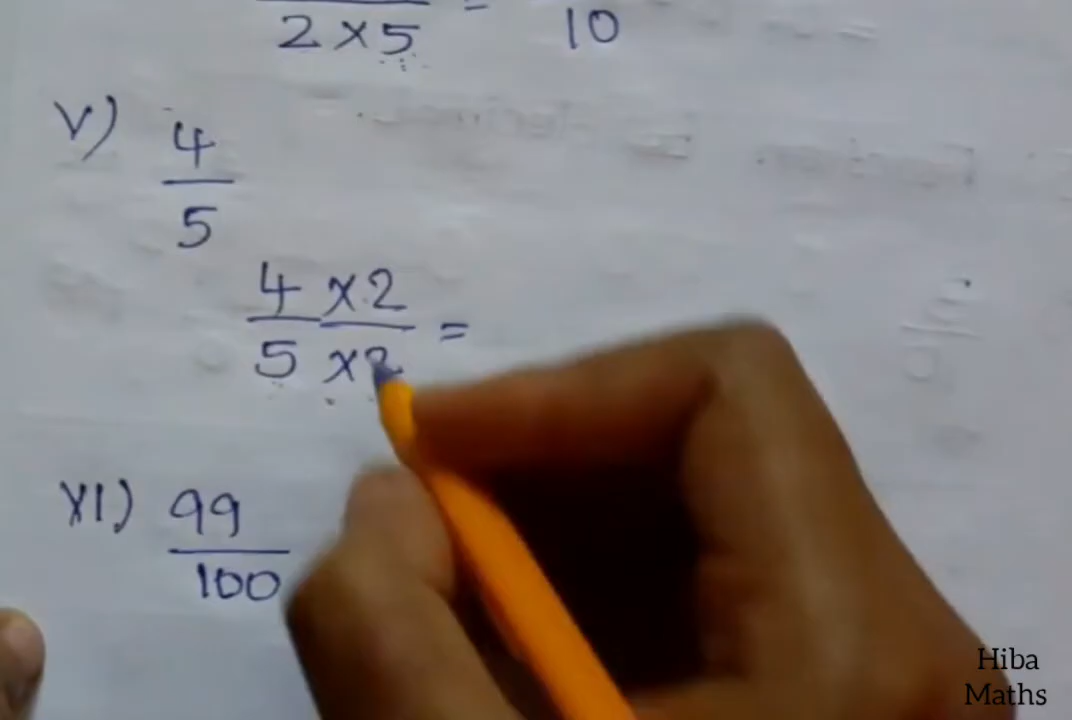 2 × 5 = 10
V) 4
5
4 × 2
5 × 2 =
XI) 99
100
Hiba
Maths